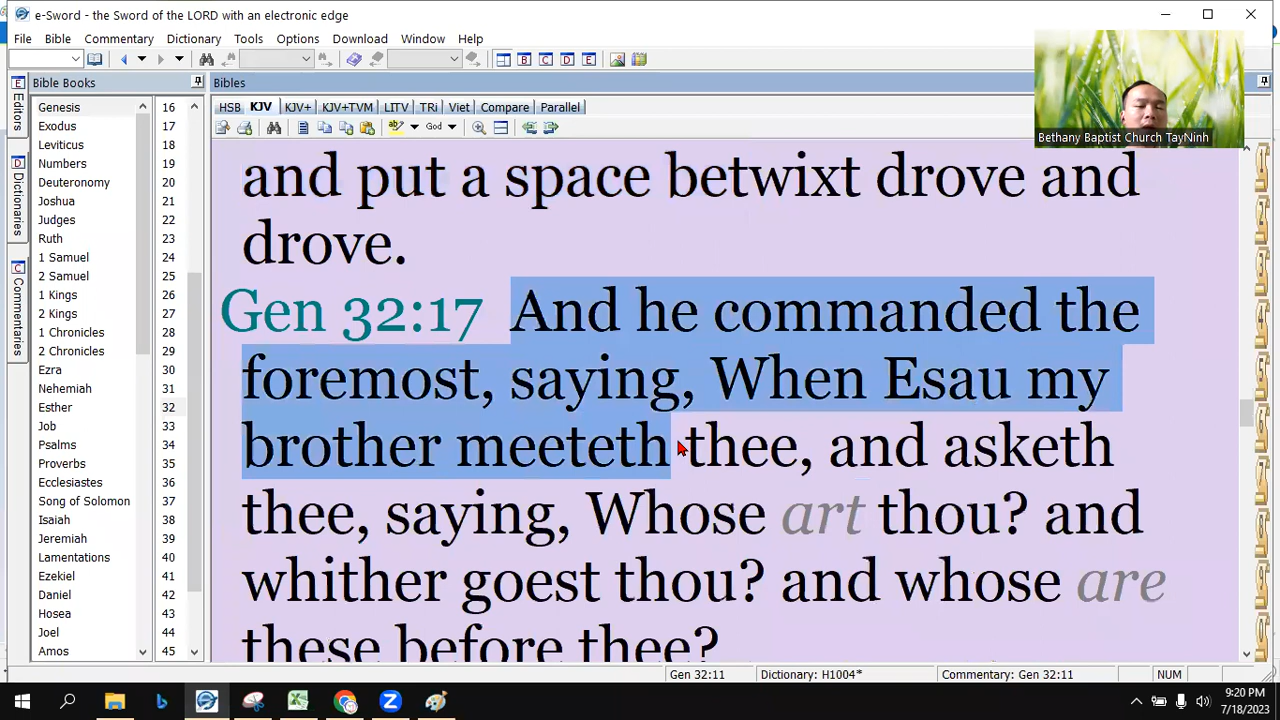 e-Sword - the Sword of the LORD with an electronic edge
File Bible Commentary Dictionary Tools Options Download Window Help
B C D E
Bible Books
Bibles
Editors
Dictionaries
Commentaries
Genesis
Exodus
Leviticus
Numbers
Deuteronomy
Joshua
Judges
Ruth
1 Samuel
2 Samuel
1 Kings
2 Kings
1 Chronicles
2 Chronicles
Ezra
Nehemiah
Esther
Job
Psalms
Proverbs
Ecclesiastes
Song of Solomon
Isaiah
Jeremiah
Lamentations
Ezekiel
Daniel
Hosea
Joel
Amos
16
17
18
19
20
21
22
23
24
25
26
27
28
29
30
31
32
33
34
35
36
37
38
39
40
41
42
43
44
45
HSB KJV KJV+ KJV+TVM LITV TRi Viet Compare Parallel
God
Bethany Baptist Church TayNinh
and put a space betwixt drove and
drove.
Gen 32:17 And he commanded the
foremost, saying, When Esau my
brother meeteth thee, and asketh
thee, saying, Whose art thou? and
whither goest thou? and whose are
these before thee?
Gen 32:11 Dictionary: H1004* Commentary: Gen 32:11 NUM
9:20 PM
7/18/2023